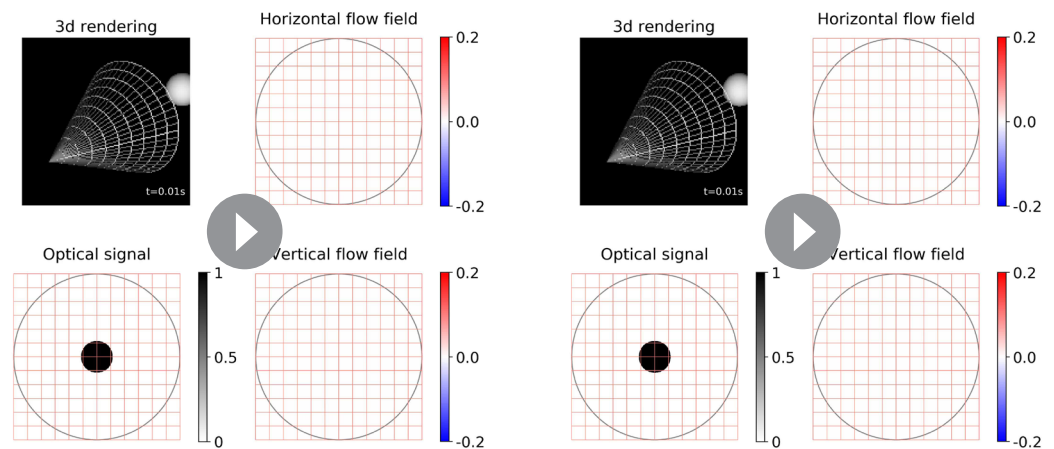 3d rendering
Horizontal flow field
0.2
0.0
-0.2
t=0.01s
Optical signal
1
0.5
0
Vertical flow field
0.2
0.0
-0.2
3d rendering
Horizontal flow field
0.2
0.0
-0.2
t=0.01s
Optical signal
1
0.5
0
Vertical flow field
0.2
0.0
-0.2